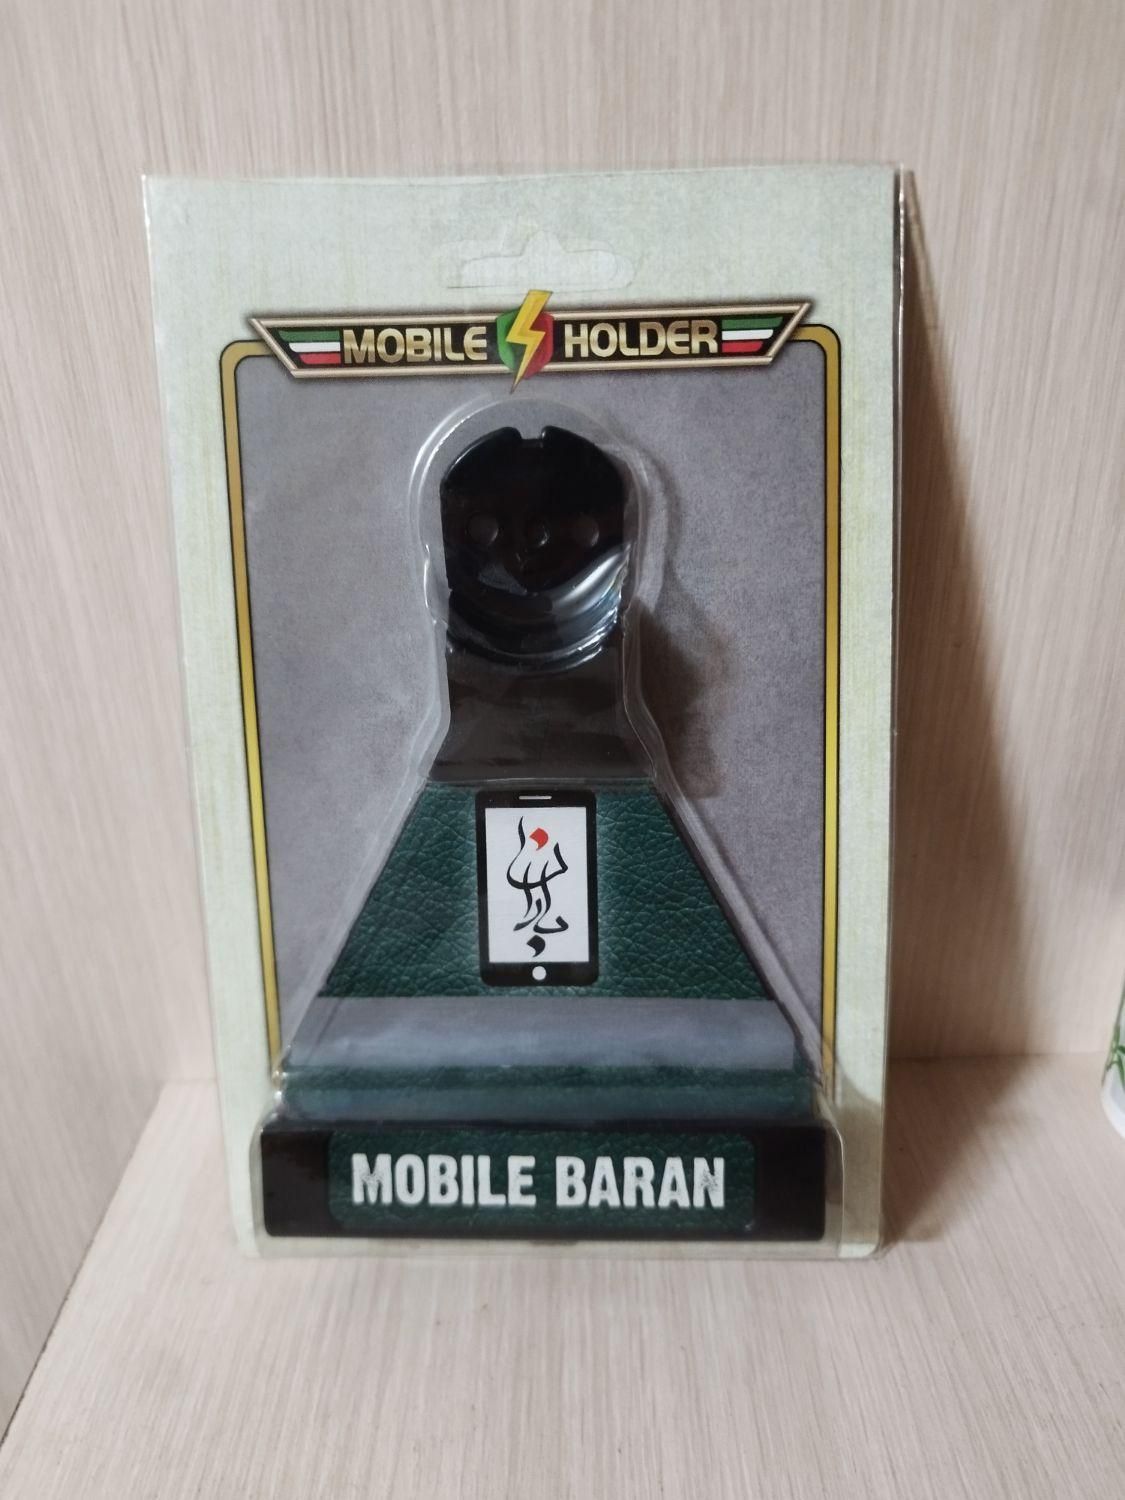 MOBILE HOLDER
باران
MOBILE BARAN